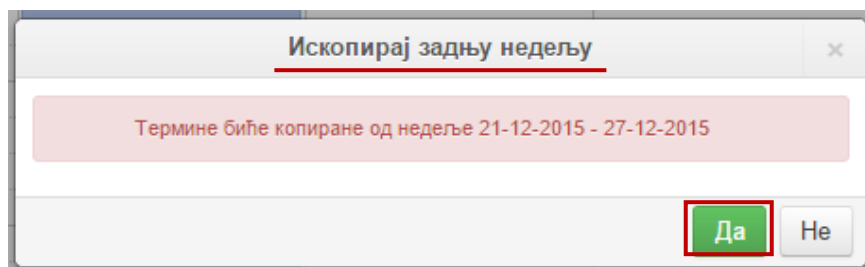 Ископирај задњу недељу
×
Термине биће копиране од недеље 21-12-2015 - 27-12-2015
Да
Не